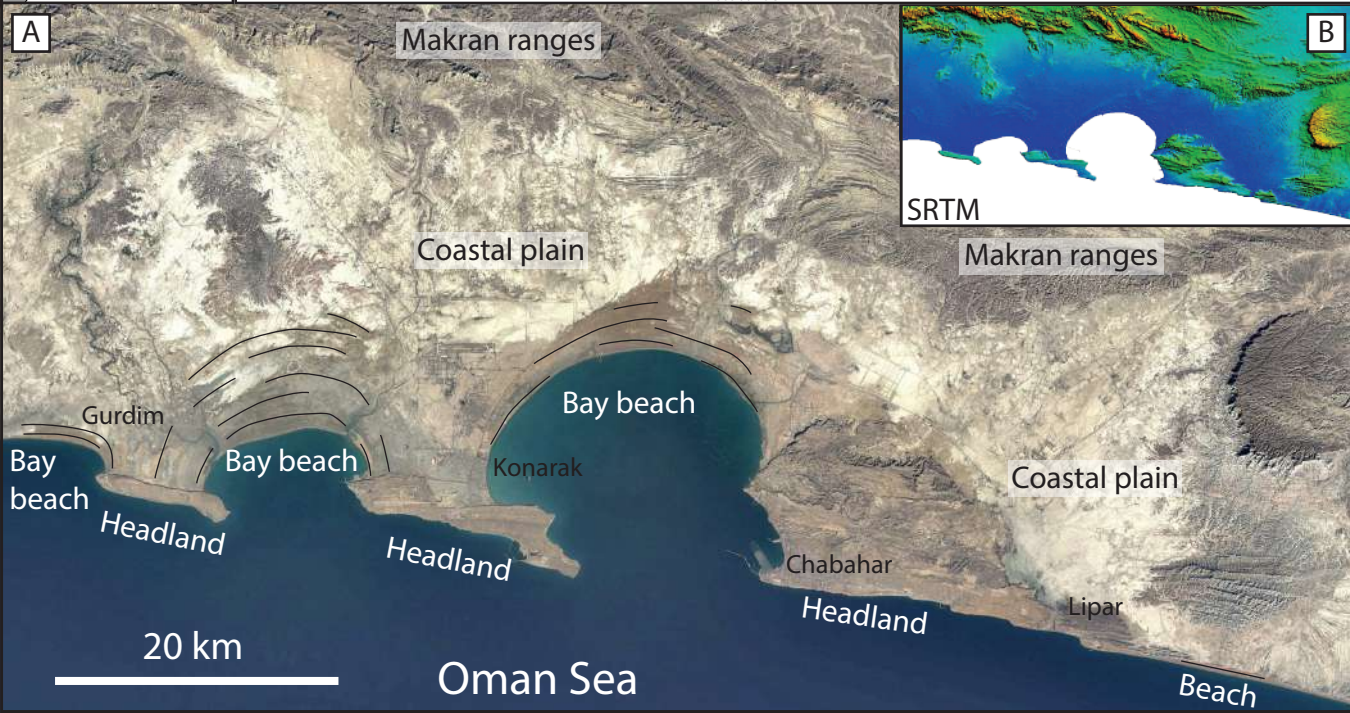 A
Makran ranges
B
SRTM
Coastal plain
Makran ranges
Gurdim
Bay beach
Bay
beach
Bay beach
Konarak
Coastal plain
Headland
Headland
Chabahar
Headland
Lipar
20 km
Oman Sea
Beach